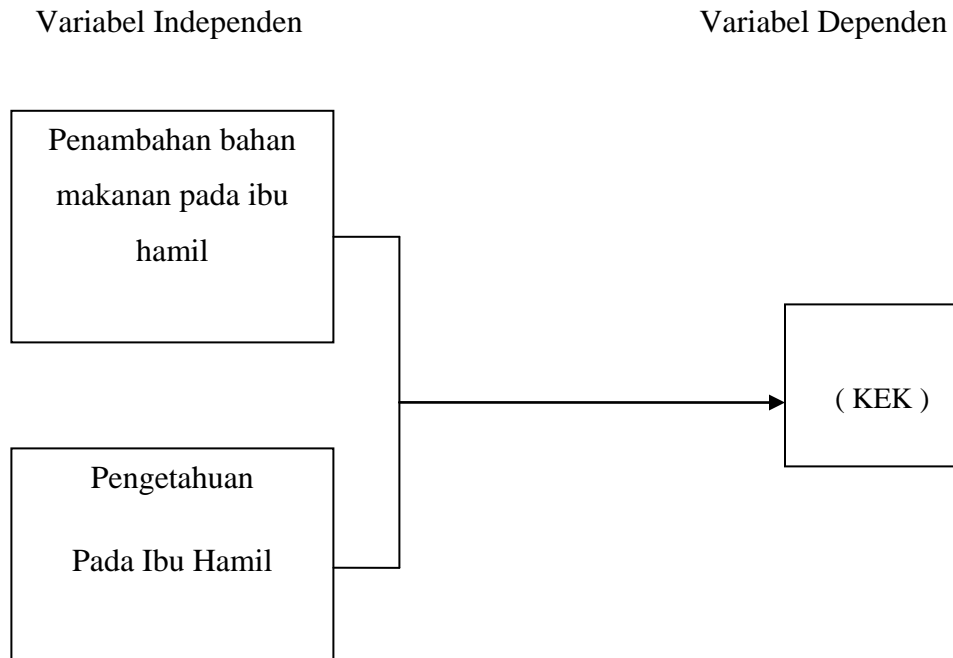 Variabel Independen
Variabel Dependen
Penambahan bahan
makanan pada ibu
hamil
( KEK )
Pengetahuan
Pada Ibu Hamil